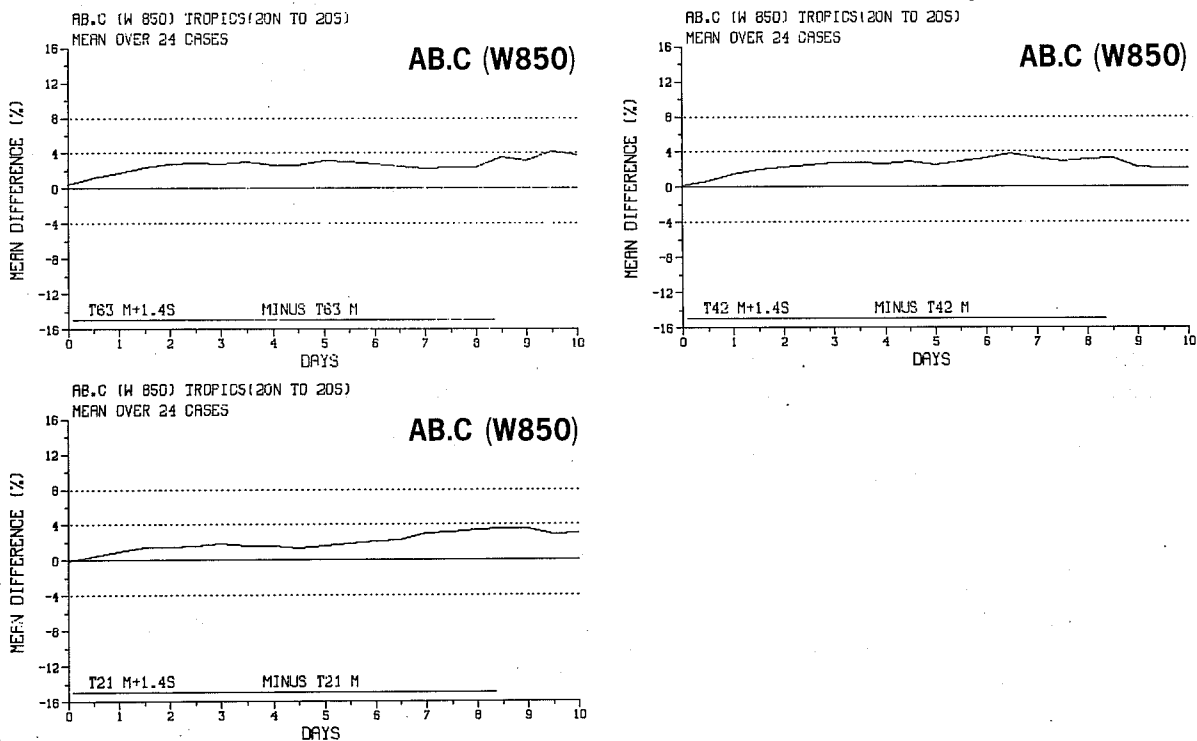 AB.C (W 850) TROPICS(20N TO 20S)
MEAN OVER 24 CASES
AB.C (W850)
MEAN DIFFERENCE (%)
16
12
8
4
0
-4
-8
-12
-16
T63 M+1.4S MINUS T63 M
0 1 2 3 4 5 6 7 8 9 10
DAYS
AB.C (W 850) TROPICS(20N TO 20S)
MEAN OVER 24 CASES
AB.C (W850)
MEAN DIFFERENCE (%)
16
12
8
4
0
-4
-8
-12
-16
T42 M+1.4S MINUS T42 M
0 1 2 3 4 5 6 7 8 9 10
DAYS
AB.C (W 850) TROPICS(20N TO 20S)
MEAN OVER 24 CASES
AB.C (W850)
MEAN DIFFERENCE (%)
16
12
8
4
0
-4
-8
-12
-16
T21 M+1.4S MINUS T21 M
0 1 2 3 4 5 6 7 8 9 10
DAYS